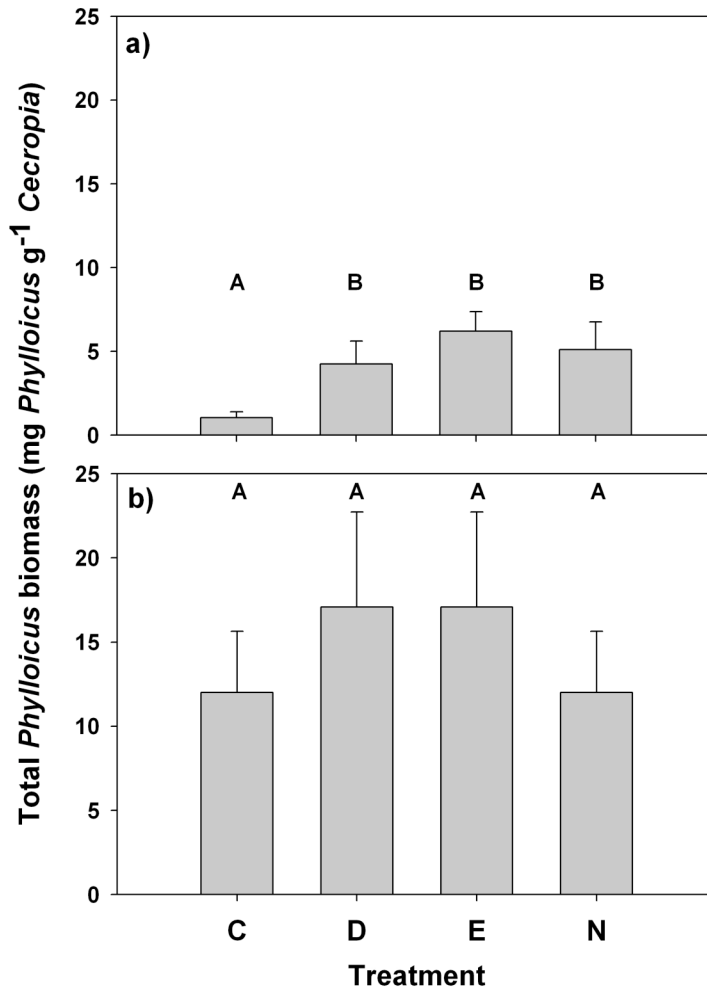 Total Phylloicus biomass (mg Phylloicus g-1 Cecropia)
a)
25
20
15
10
5
0
A B B B
b)
25
20
15
10
5
0
A A A A
C D E N
Treatment